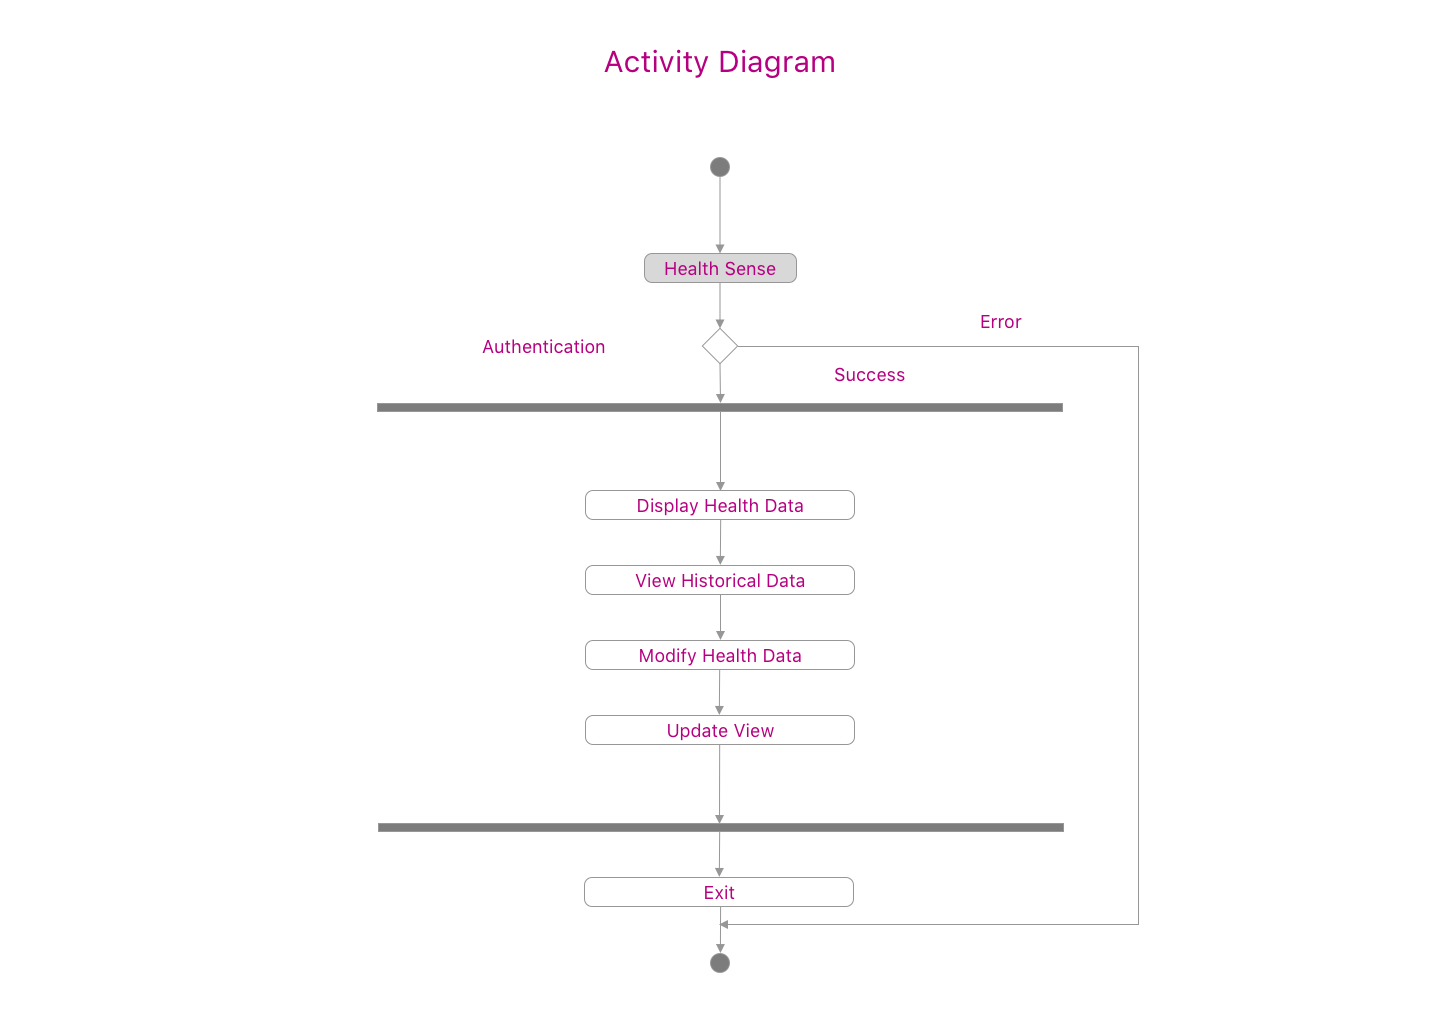 Activity Diagram
Health Sense
Error
Authentication
Success
Display Health Data
View Historical Data
Modify Health Data
Update View
Exit